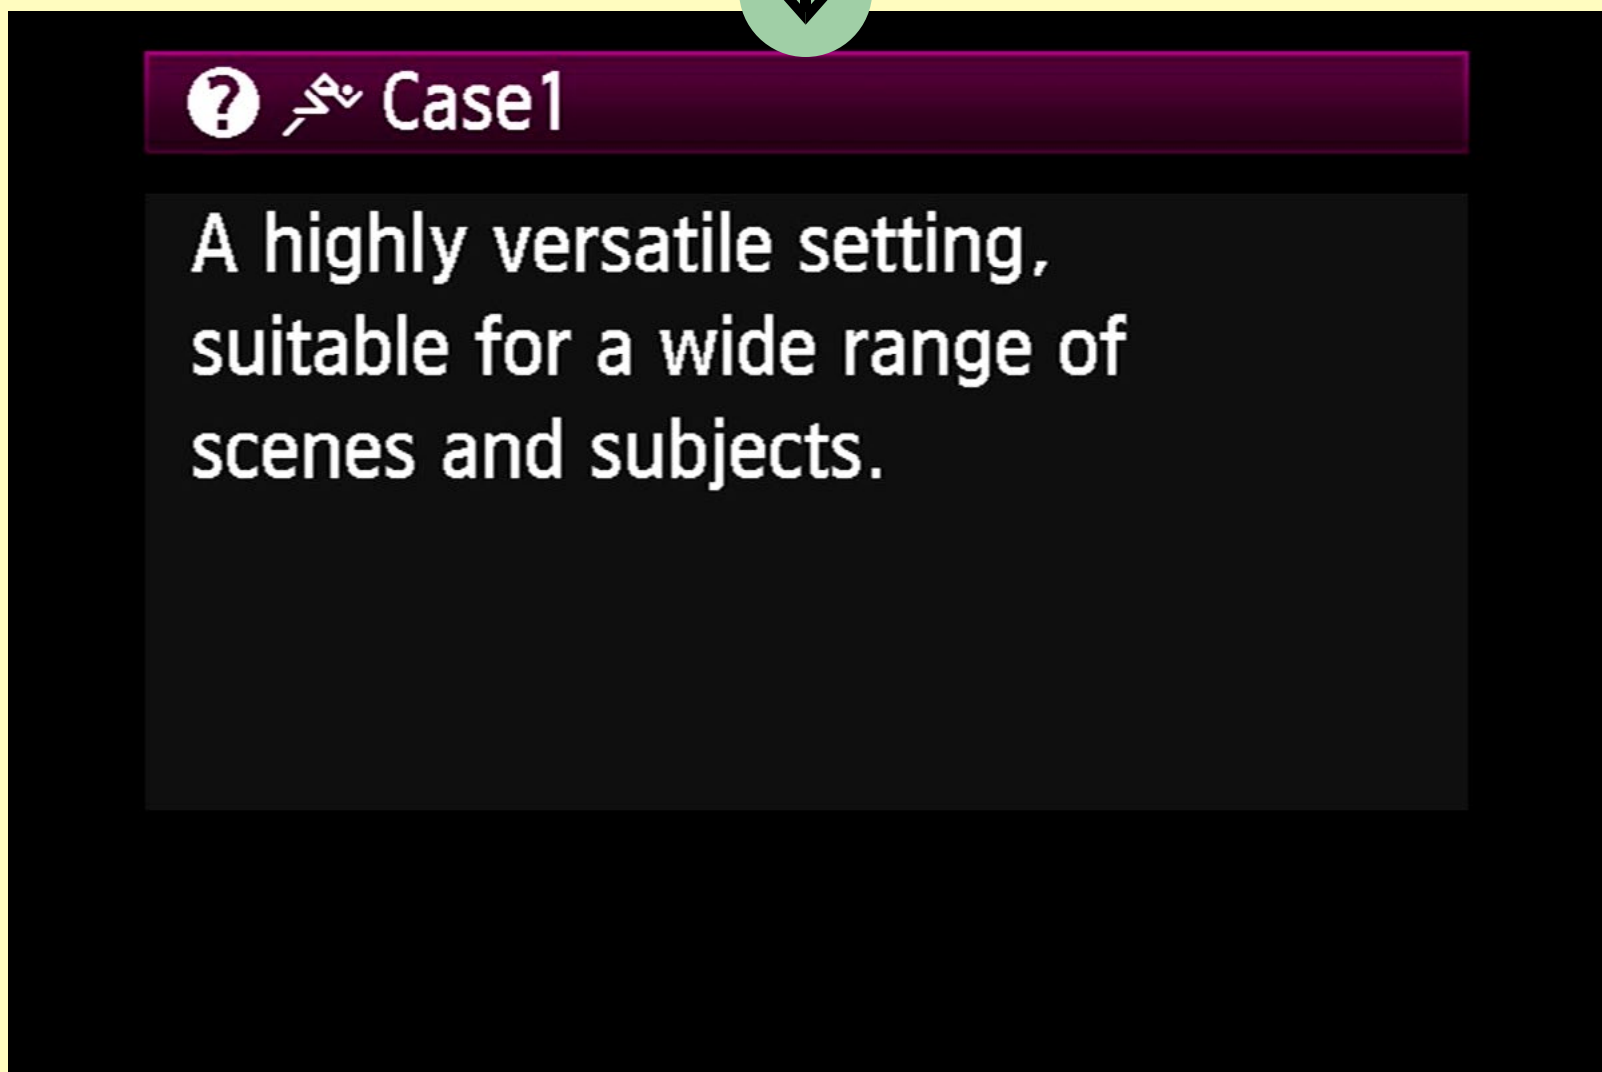 ? Case1
A highly versatile setting,
suitable for a wide range of
scenes and subjects.